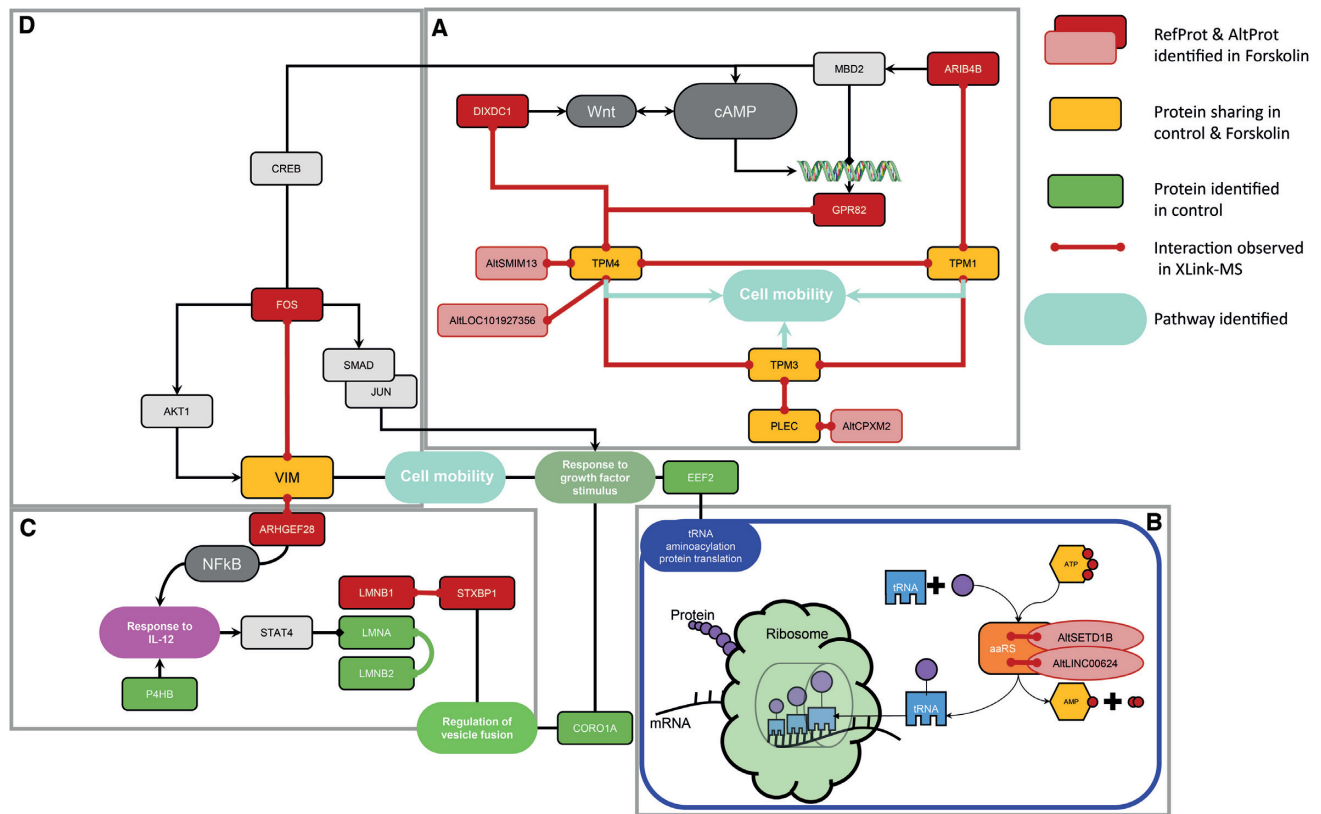 D
A
MBD2
ARIB4B
DIXDC1
Wnt
cAMP
CREB
GPR82
AltSMIM13
TPM4
TPM1
Cell mobility
AltLOC101927356
FOS
SMAD
JUN
TPM3
AKT1
PLEC
AltCPXM2
VIM
Cell mobility
Response to
growth factor
stimulus
EEF2
RefProt & AltProt
identified in Forskolin
Protein sharing in
control & Forskolin
Protein identified
in control
Interaction observed
in XLink-MS
Pathway identified
C
ARHGEF28
NFkB
LMNB1
STXBP1
Response to
IL-12
STAT4
LMNA
LMNB2
P4HB
Regulation of
vesicle fusion
CORO1A
B
tRNA
aminoacylation
protein translation
ATP
tRNA
Protein
Ribosome
aaRS
AltSETD1B
AltLINC00624
tRNA
AMP
mRNA